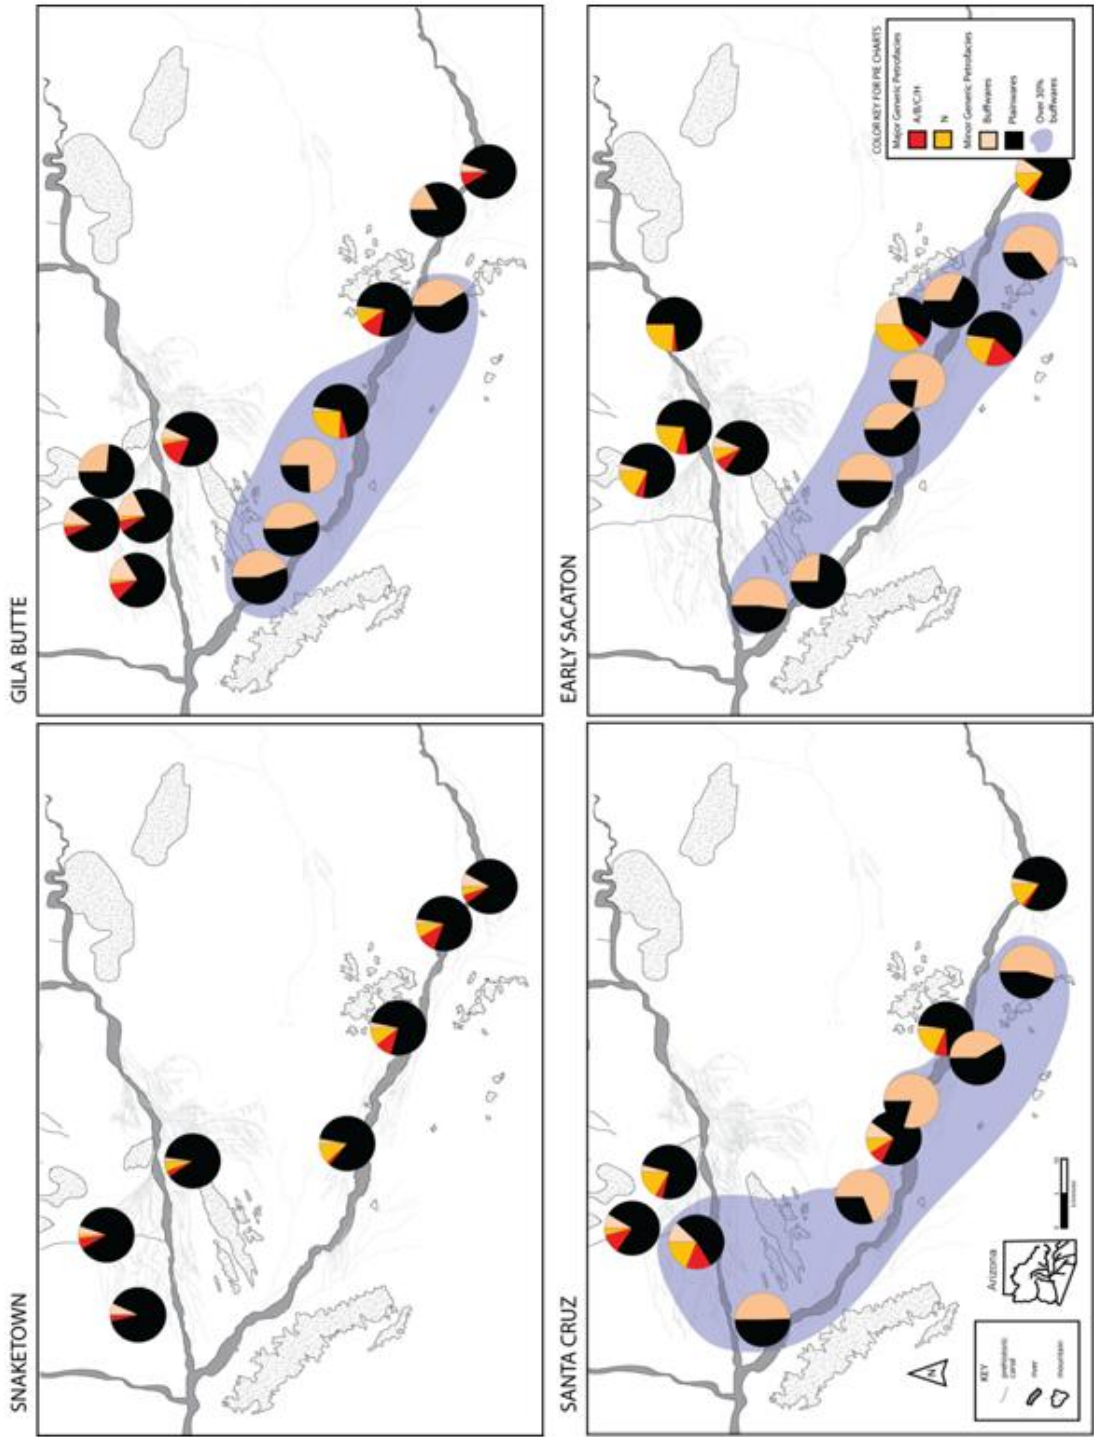 SNAKETOWN
GILA BUTTE
SANTA CRUZ
N
KEY
prehistoric
canal
river
mountain
Arizona
0
EARLY SACATON
COLOR KEY FOR PIE CHARTS
Major Generic Petrofacies
A/B/C/H
N
Minor Generic Petrofacies
Buffwares
Plainwares
Over 30%
buffwares